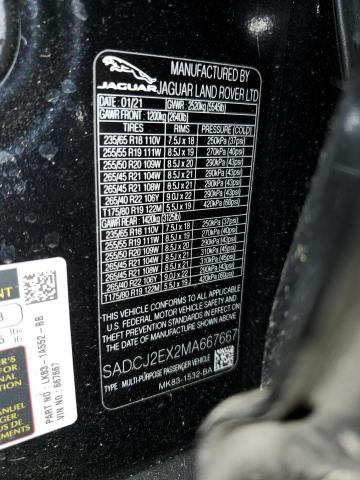 JAGUAR
MANUFACTURED BY
JAGUAR LAND ROVER LTD
DATE: 01/21 GVWR: 2520kg (5545lb)
GAWR FRONT: 1200kg (2640lb)
TIRES RIMS PRESSURE (COLD)
235/65 R18 110V 7.5J x 18 250kPa (37psi)
255/55 R19 111W 8.5J x 19 270kPa (40psi)
255/50 R20 109W 8.5J x 20 290kPa (43psi)
265/45 R21 104W 8.5J x 21 290kPa (43psi)
265/45 R21 108W 8.5J x 21 290kPa (43psi)
265/40 R22 106Y 9.0J x 22 290kPa (43psi)
T175/80 R19 122M 5.5J x 19 420kPa (60psi)
GAWR REAR: 1420kg (3125lb)
235/65 R18 110V 7.5J x 18 250kPa (37psi)
255/55 R19 111W 8.5J x 19 270kPa (40psi)
255/50 R20 109W 8.5J x 20 290kPa (43psi)
265/45 R21 104W 8.5J x 21 310kPa (45psi)
265/45 R21 108W 8.5J x 21 310kPa (45psi)
265/40 R22 106Y 9.0J x 22 290kPa (43psi)
T175/80 R19 122M 5.5J x 19 420kPa (60psi)
THIS VEHICLE CONFORMS TO ALL APPLICABLE
FEDERAL MOTOR VEHICLE SAFETY, BUMPER, AND
THEFT PREVENTION STANDARDS IN EFFECT ON THE
DATE OF MANUFACTURE SHOWN ABOVE.
SADCJ2EX2MA667667
TYPE: MULTI-PURPOSE PASSENGER VEHICLE
MK83-1532-BA
PART NO : LK83-1A552-BB
VIN NO : 667667
MANUEL